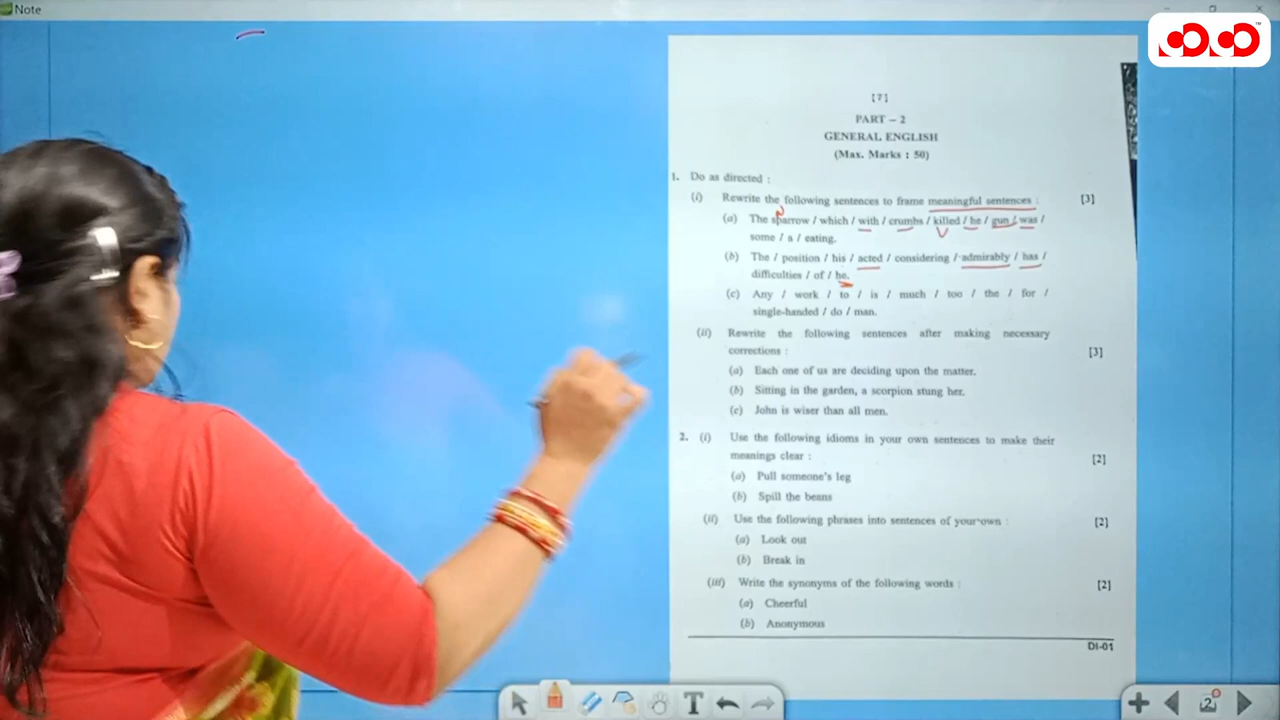 Note
[7]
PART – 2
GENERAL ENGLISH
(Max. Marks : 50)
1. Do as directed :
(i) Rewrite the following sentences to frame meaningful sentences : [3]
(a) The sparrow / which / with / crumbs / killed / he / gun / was /
some / a / eating.
(b) The / position / his / acted / considering / admirably / has /
difficulties / of / he.
(c) Any / work / to / is / much / too / the / for /
single-handed / do / man.
(ii) Rewrite the following sentences after making necessary
corrections : [3]
(a) Each one of us are deciding upon the matter.
(b) Sitting in the garden, a scorpion stung her.
(c) John is wiser than all men.
2. (i) Use the following idioms in your own sentences to make their
meanings clear : [2]
(a) Pull someone's leg
(b) Spill the beans
(ii) Use the following phrases into sentences of your own : [2]
(a) Look out
(b) Break in
(iii) Write the synonyms of the following words : [2]
(a) Cheerful
(b) Anonymous
DI-01
T
2